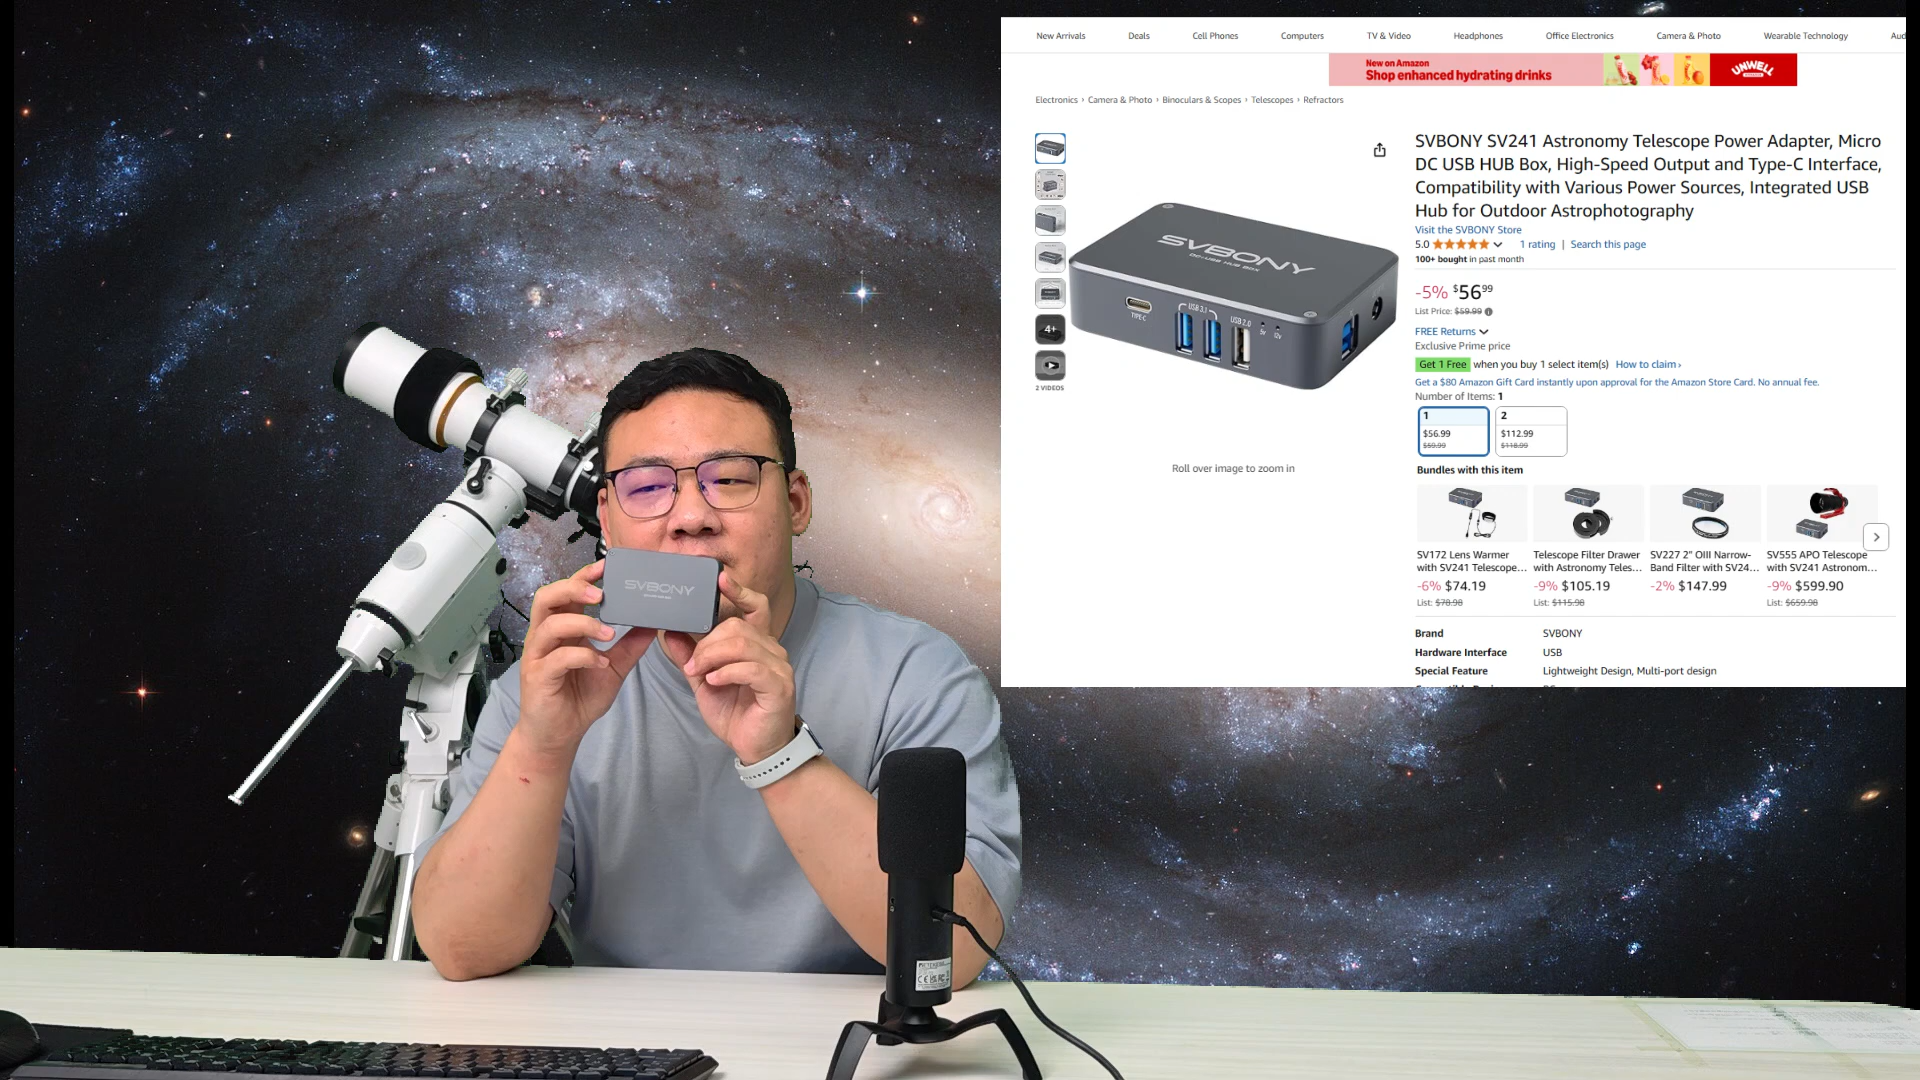 New Arrivals Deals Cell Phones Computers TV & Video Headphones Office Electronics Camera & Photo Wearable Technology Aud
New on Amazon
Shop enhanced hydrating drinks
UNWELL
Electronics › Camera & Photo › Binoculars & Scopes › Telescopes › Refractors
SVBONY SV241 Astronomy Telescope Power Adapter, Micro
DC USB HUB Box, High-Speed Output and Type-C Interface,
Compatibility with Various Power Sources, Integrated USB
Hub for Outdoor Astrophotography
Visit the SVBONY Store
5.0 1 rating | Search this page
100+ bought in past month
-5% $56.99
List Price: $59.99
FREE Returns
Exclusive Prime price
Get 1 Free when you buy 1 select item(s) How to claim ›
Get a $80 Amazon Gift Card instantly upon approval for the Amazon Store Card. No annual fee.
Number of Items: 1
1 2
$56.99 $112.99
$59.99 $118.99
Bundles with this item
SV172 Lens Warmer
with SV241 Telescope...
-6% $74.19
List: $78.98
Telescope Filter Drawer
with Astronomy Teles...
-9% $105.19
List: $115.98
SV227 2" OIII Narrow-
Band Filter with SV24...
-2% $147.99
SV555 APO Telescope
with SV241 Astronom...
-9% $599.90
List: $659.98
Brand SVBONY
Hardware Interface USB
Special Feature Lightweight Design, Multi-port design
4+
2 VIDEOS
SVBONY
DC-USB HUB BOX
TYPE-C
USB 3.1
USB 2.0
5V
12V
Roll over image to zoom in
SVBONY